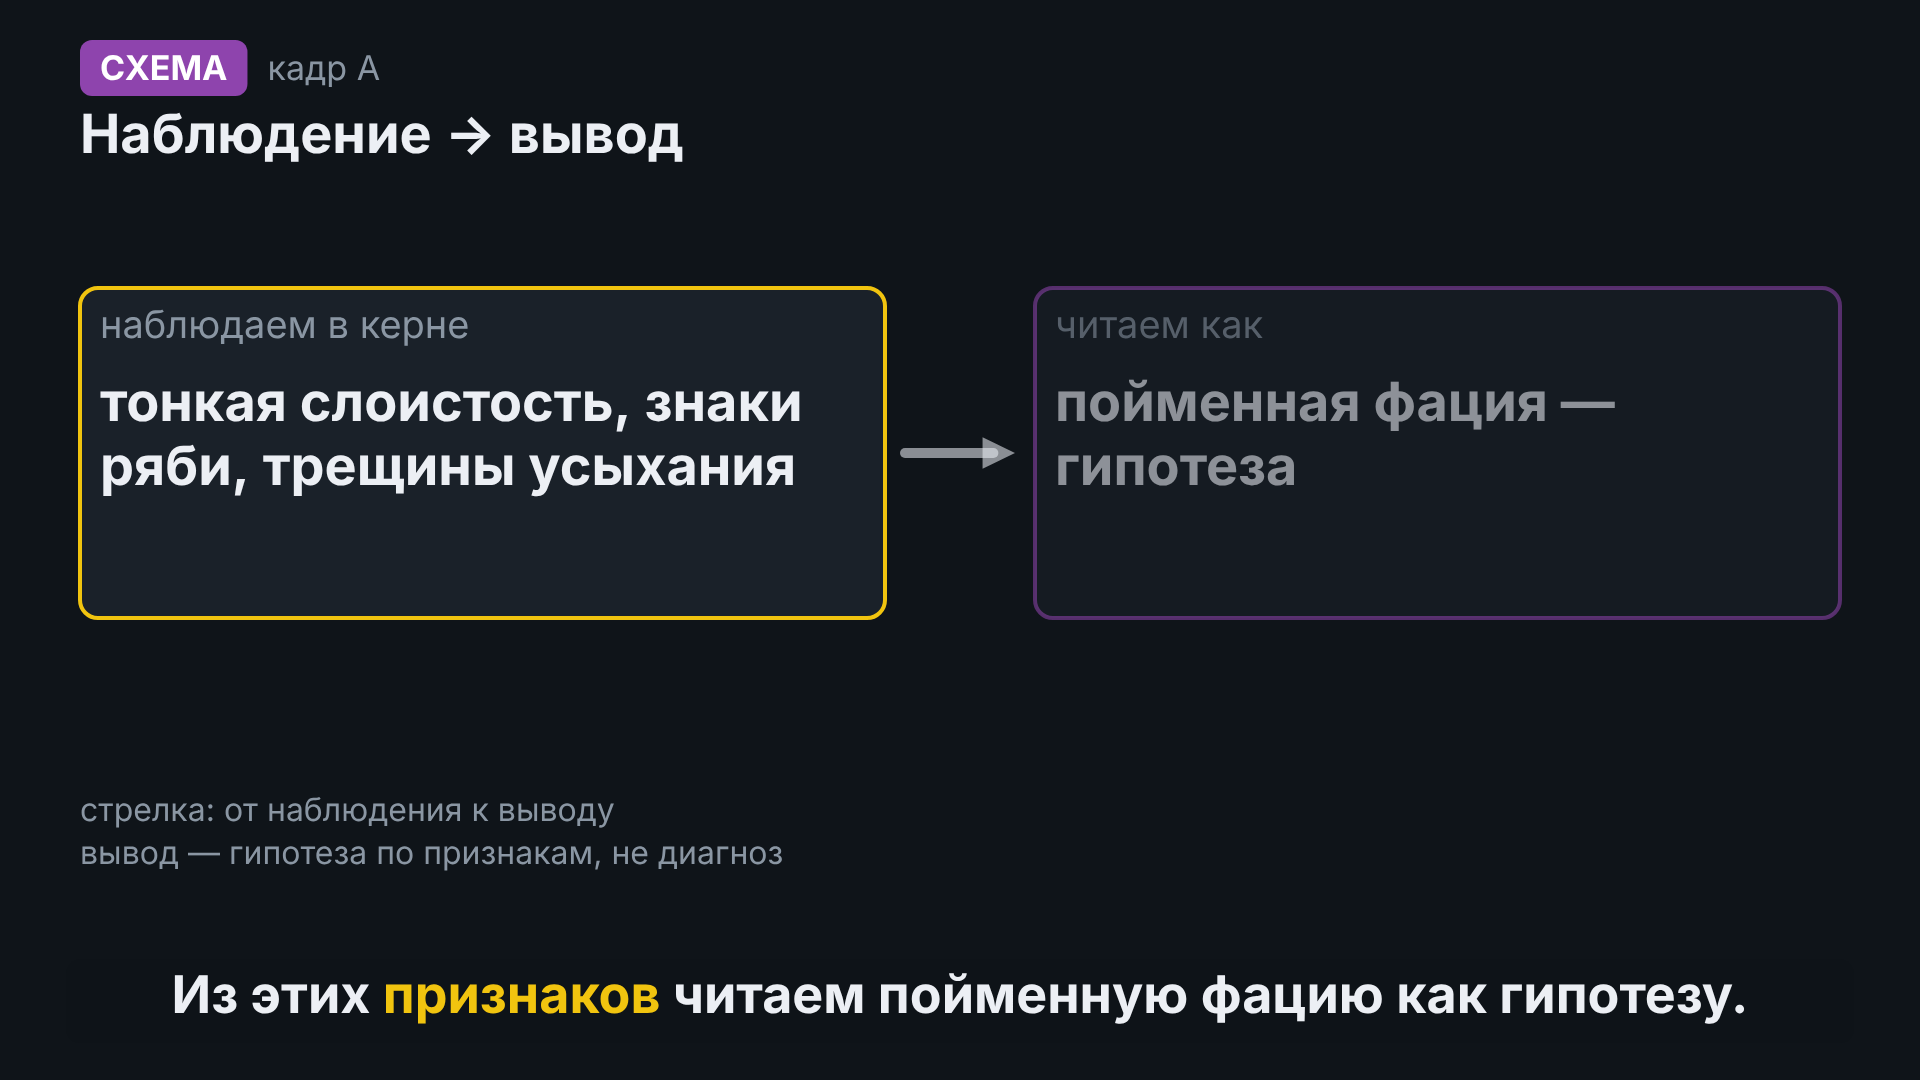 СХЕМА кадр А
Наблюдение → вывод
наблюдаем в керне
тонкая слоистость, знаки
ряби, трещины усыхания
читаем как
пойменная фация —
гипотеза
стрелка: от наблюдения к выводу
вывод — гипотеза по признакам, не диагноз
Из этих признаков читаем пойменную фацию как гипотезу.